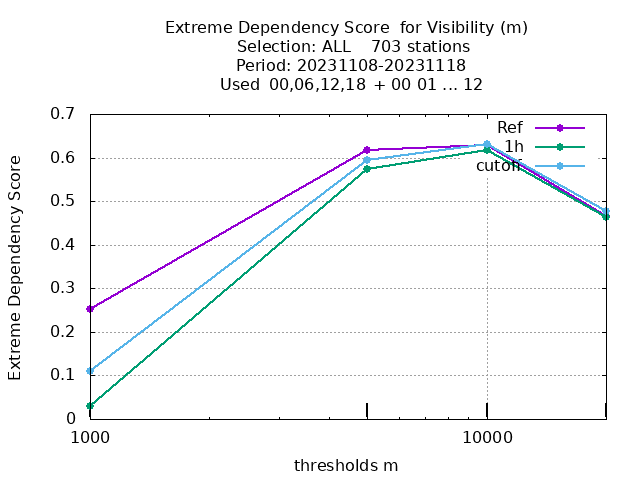 Extreme Dependency Score  for Visibility (m)
Selection: ALL    703 stations
Period: 20231108-20231118
Used  00,06,12,18  + 00 01 ... 12
Ref
1h
cutoff
Extreme Dependency Score
0.7
0.6
0.5
0.4
0.3
0.2
0.1
0
1000
10000
thresholds m